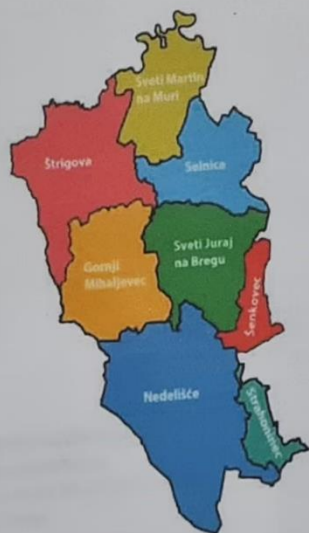 Sveti Martin
na Muri
Štrigova
Selnica
Sveti Juraj
na Bregu
Gornji
Mihaljevec
Šenkovec
Nedelišće
Strahoninec